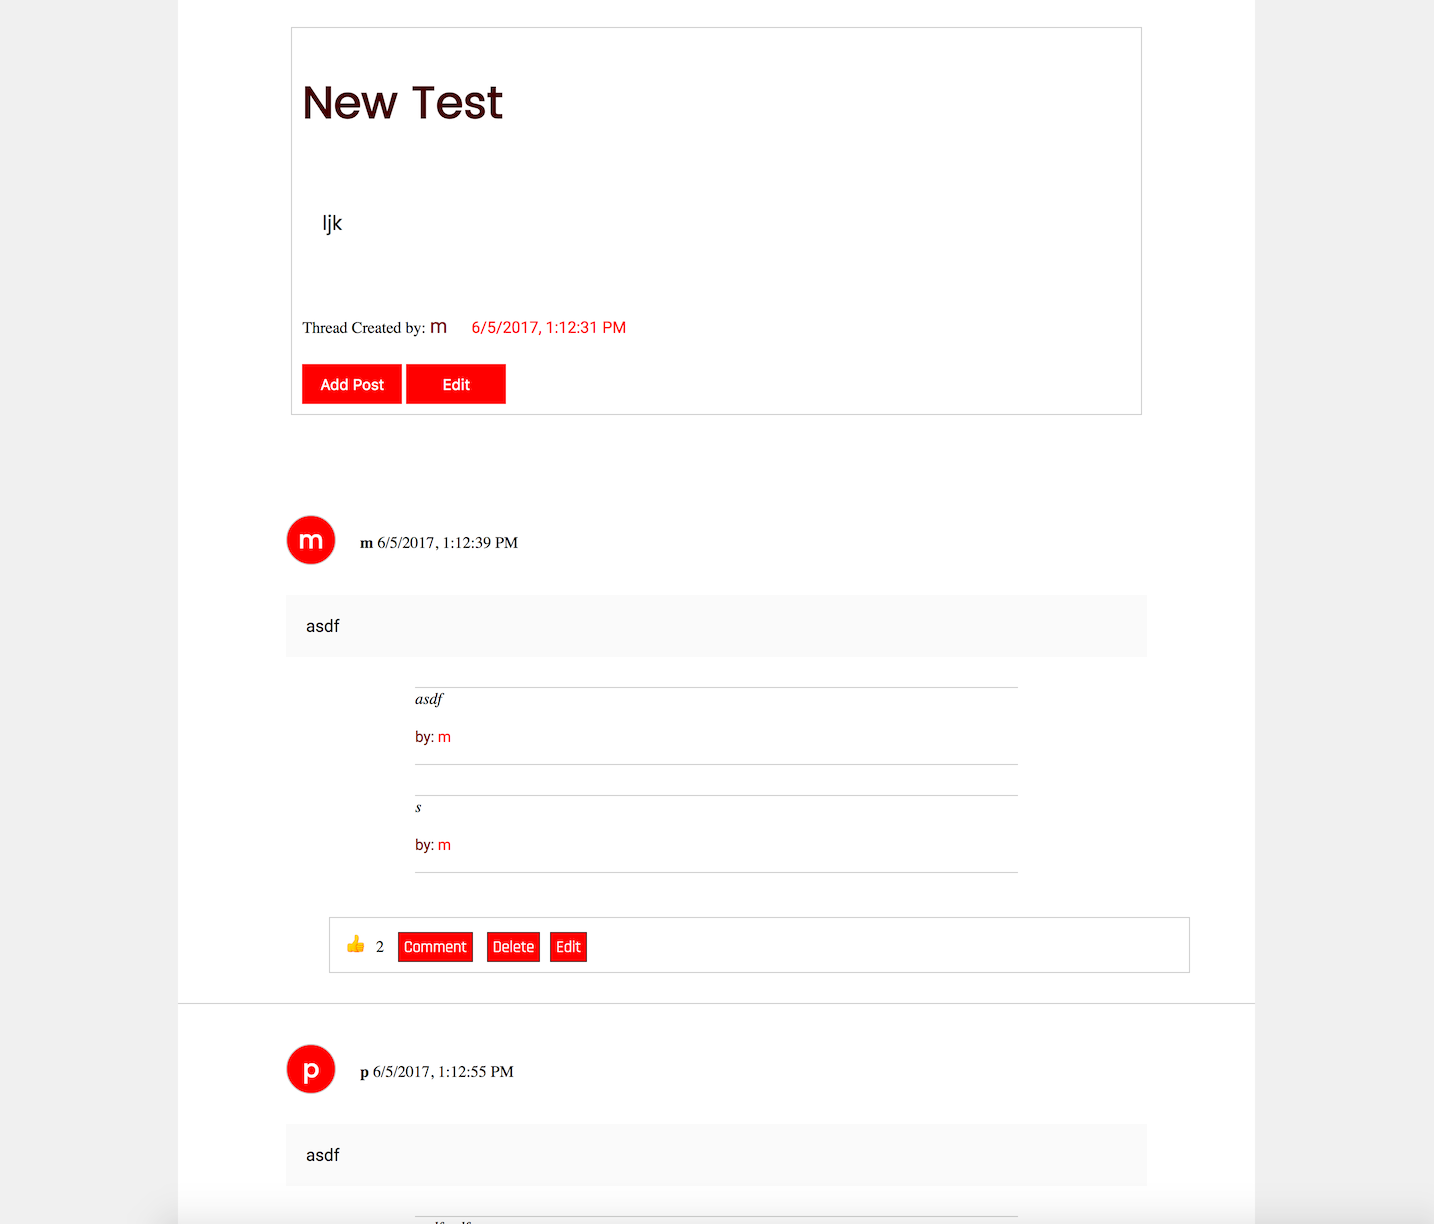 New Test
ljk
Thread Created by: m 6/5/2017, 1:12:31 PM
Add Post Edit
m m 6/5/2017, 1:12:39 PM
asdf
asdf
by: m
s
by: m
2 Comment Delete Edit
p p 6/5/2017, 1:12:55 PM
asdf